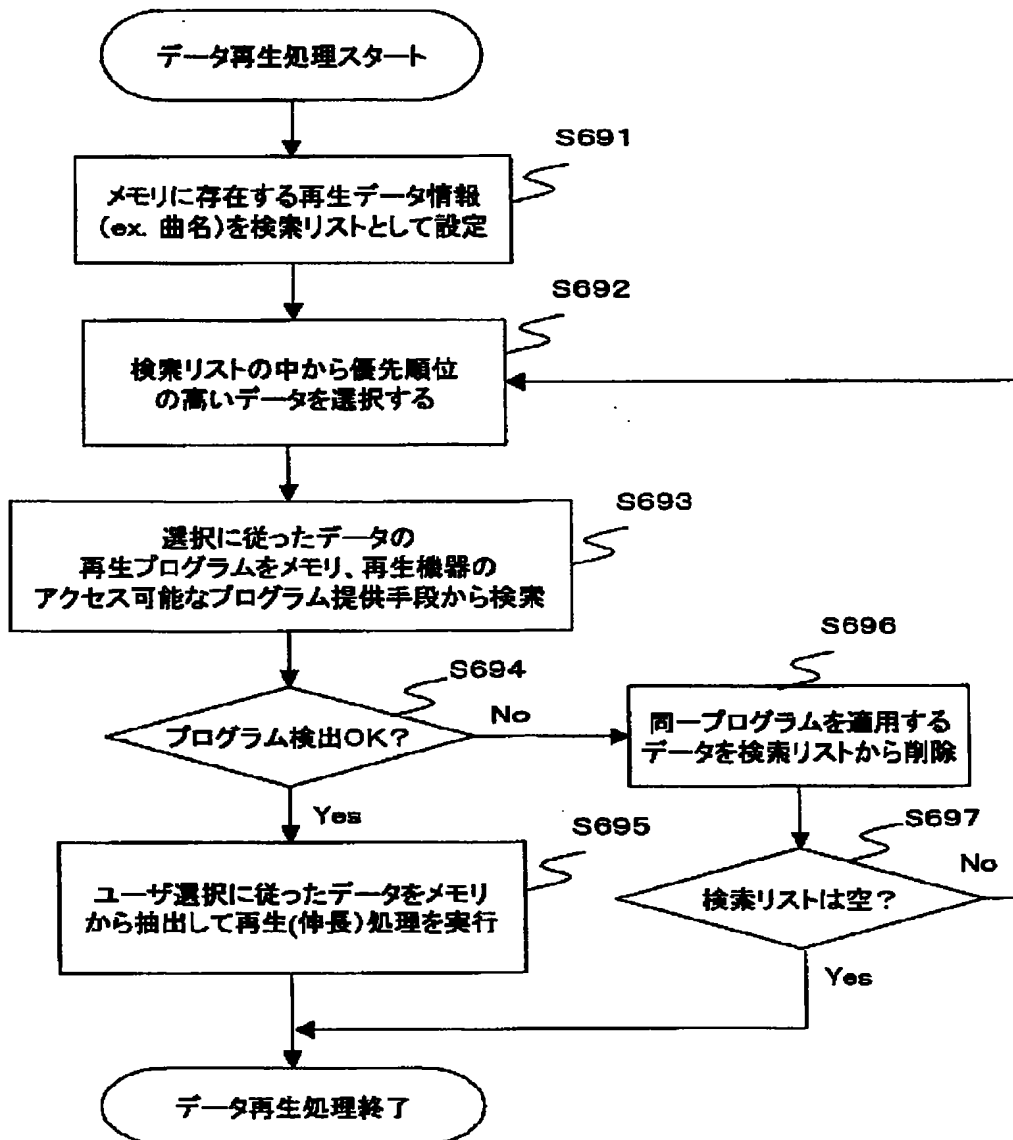 データ再生処理スタート
S691
メモリに存在する再生データ情報
(ex. 曲名)を検索リストとして設定
S692
検索リストの中から優先順位
の高いデータを選択する
S693
選択に従ったデータの
再生プログラムをメモリ、再生機器の
アクセス可能なプログラム提供手段から検索
S694
プログラム検出OK?
No
Yes
S696
同一プログラムを適用する
データを検索リストから削除
S695
ユーザ選択に従ったデータをメモリ
から抽出して再生(伸長)処理を実行
S697
検索リストは空?
No
Yes
データ再生処理終了